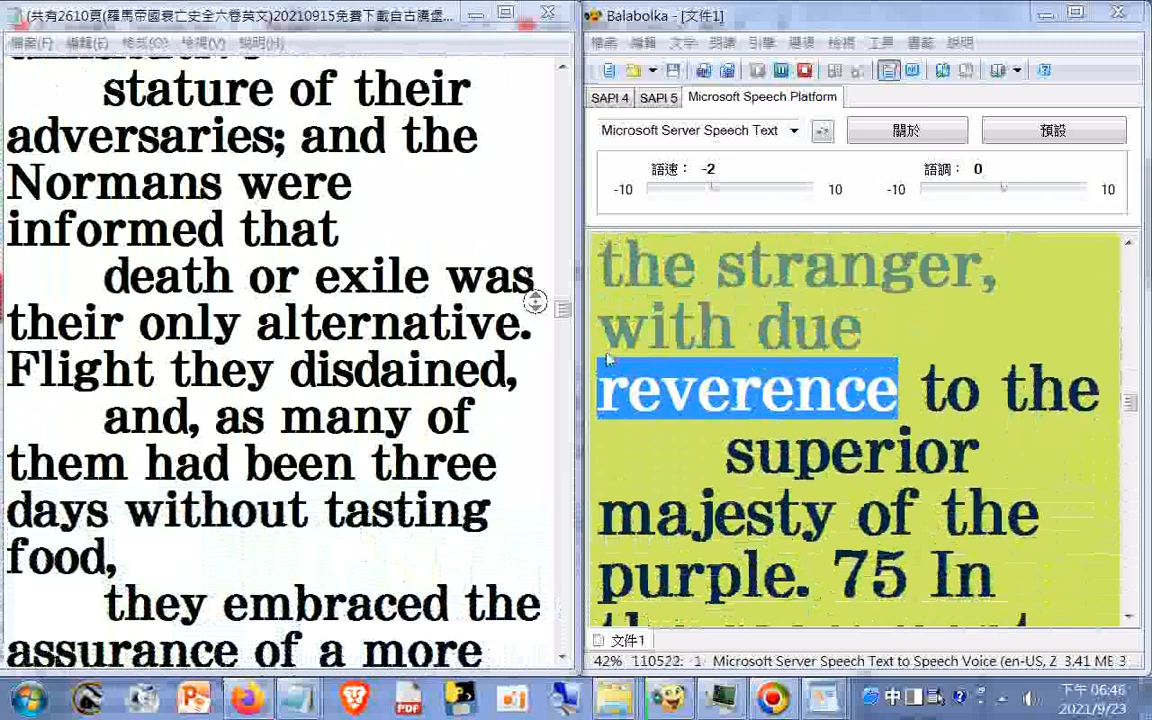 (共有2610頁(羅馬帝國衰亡史全六卷英文)20210915免費下載自古騰堡...
檔案(F) 編輯(E) 格式(O) 檢視(V) 說明(H)
stature of their
adversaries; and the
Normans were
informed that
death or exile was
their only alternative.
Flight they disdained,
and, as many of
them had been three
days without tasting
food,
they embraced the
assurance of a more
Balabolka - [文件1]
檔案 編輯 文字 朗讀 引擎 選項 檢視 工具 書籤 說明
SAPI 4 SAPI 5 Microsoft Speech Platform
Microsoft Server Speech Text
關於 預設
語速: -2 語調: 0
-10 10 -10 10
the stranger,
with due
reverence to the
superior
majesty of the
purple. 75 In
文件1
42% 110522: 1 Microsoft Server Speech Text to Speech Voice (en-US, Z 3.41 ME 3
PDF 中 下午 06:46
2021/9/23